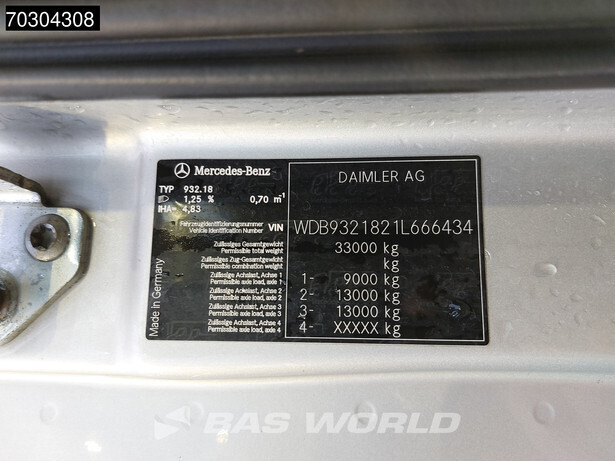 70304308
Mercedes-Benz
DAIMLER AG
TYP 932.18
1,25 % 0,70 m⁻¹
IHA- 4,83
Fahrzeugidentifizierungsnummer
Vehicle Identification Number VIN WDB9321821L666434
Zulässiges Gesamtgewicht
Permissible total weight 33000 kg
Zulässiges Zug-Gesamtgewicht
Permissible combination weight kg
Zulässige Achslast, Achse 1
Permissible axle load, axle 1 1- 9000 kg
Zulässige Achslast, Achse 2
Permissible axle load, axle 2 2- 13000 kg
Zulässige Achslast, Achse 3
Permissible axle load, axle 3 3- 13000 kg
Zulässige Achslast, Achse 4
Permissible axle load, axle 4 4- XXXXX kg
Made in Germany
BAS WORLD